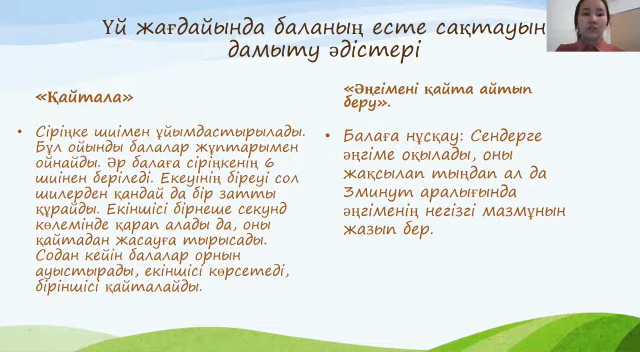 Үй жағдайында баланың есте сақтауын
дамыту әдістері
«Қайтала»
• Сіріңке шиімен ұйымдастырылады.
Бұл ойынды балалар жұптарымен
ойнайды. Әр балаға сіріңкенің 6
шиінен беріледі. Екеуінің біреуі сол
шилерден қандай да бір затты
құрайды. Екіншісі бірнеше секунд
көлемінде қарап алады да, оны
қайтадан жасауға тырысады.
Содан кейін балалар орнын
ауыстырады, екіншісі көрсетеді,
біріншісі қайталайды.
«Әңгімені қайта айтып
беру».
• Балаға нұсқау: Сендерге
әңгіме оқылады, оны
жақсылап тыңдап ал да
3минут аралығында
әңгіменің негізгі мазмұнын
жазып бер.